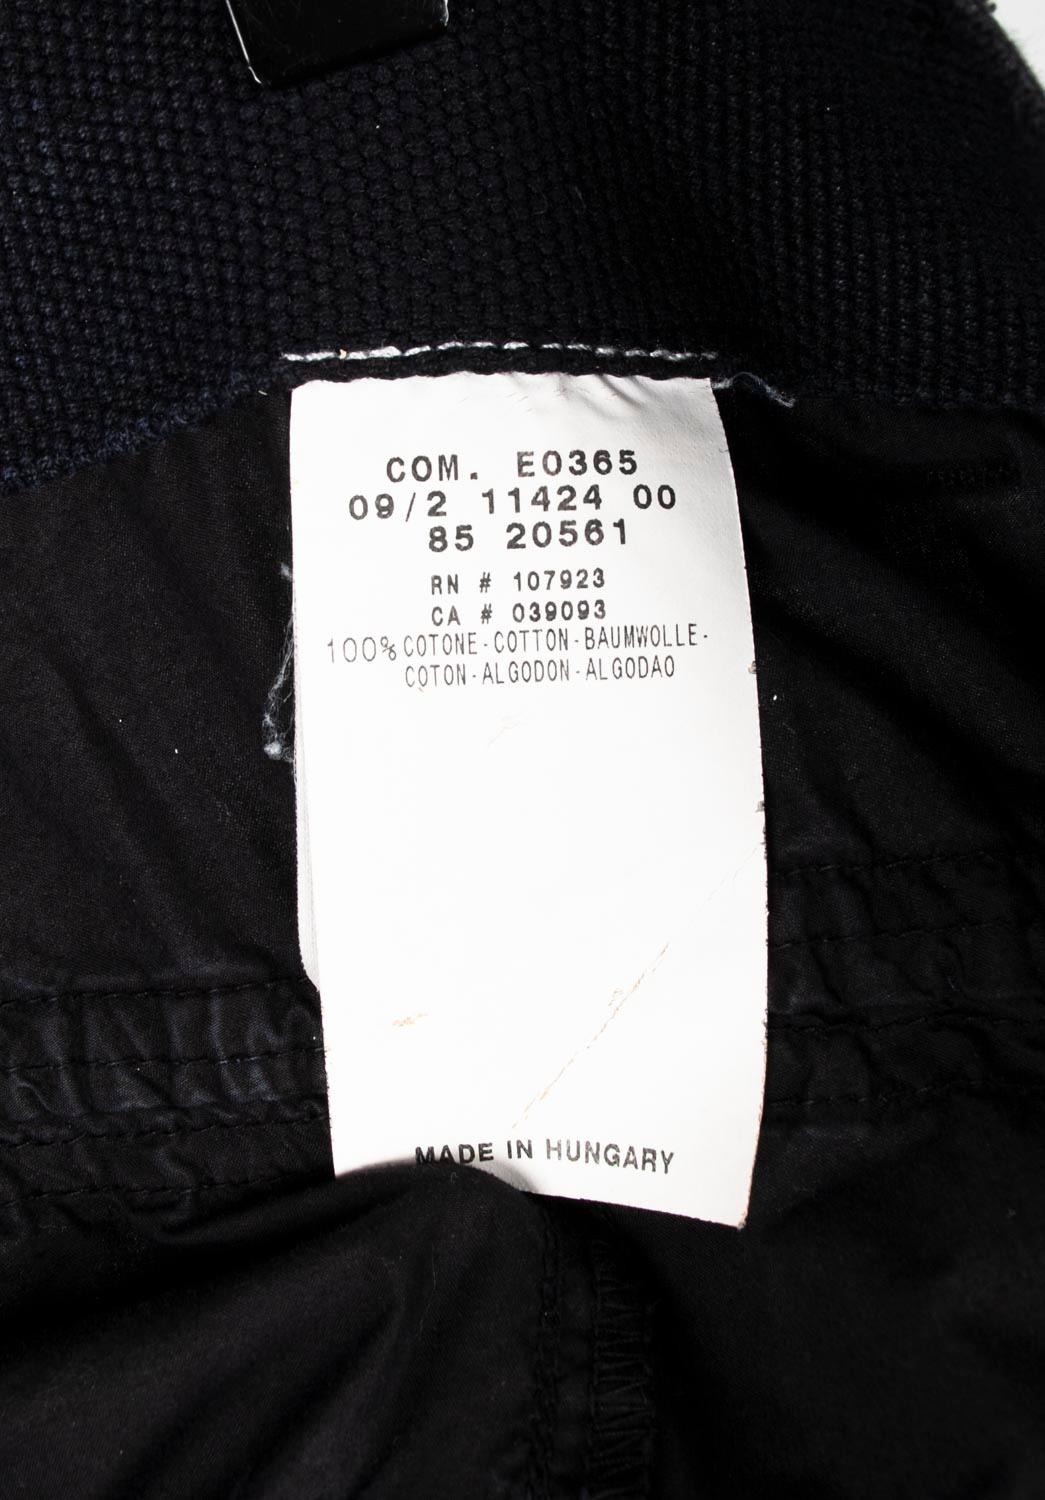 COM. E0365
09/2 11424 00
85 20561
RN # 107923
CA # 039093
100% COTONE-COTTON-BAUMWOLLE-
COTON-ALGODON-ALGODAO
MADE IN HUNGARY